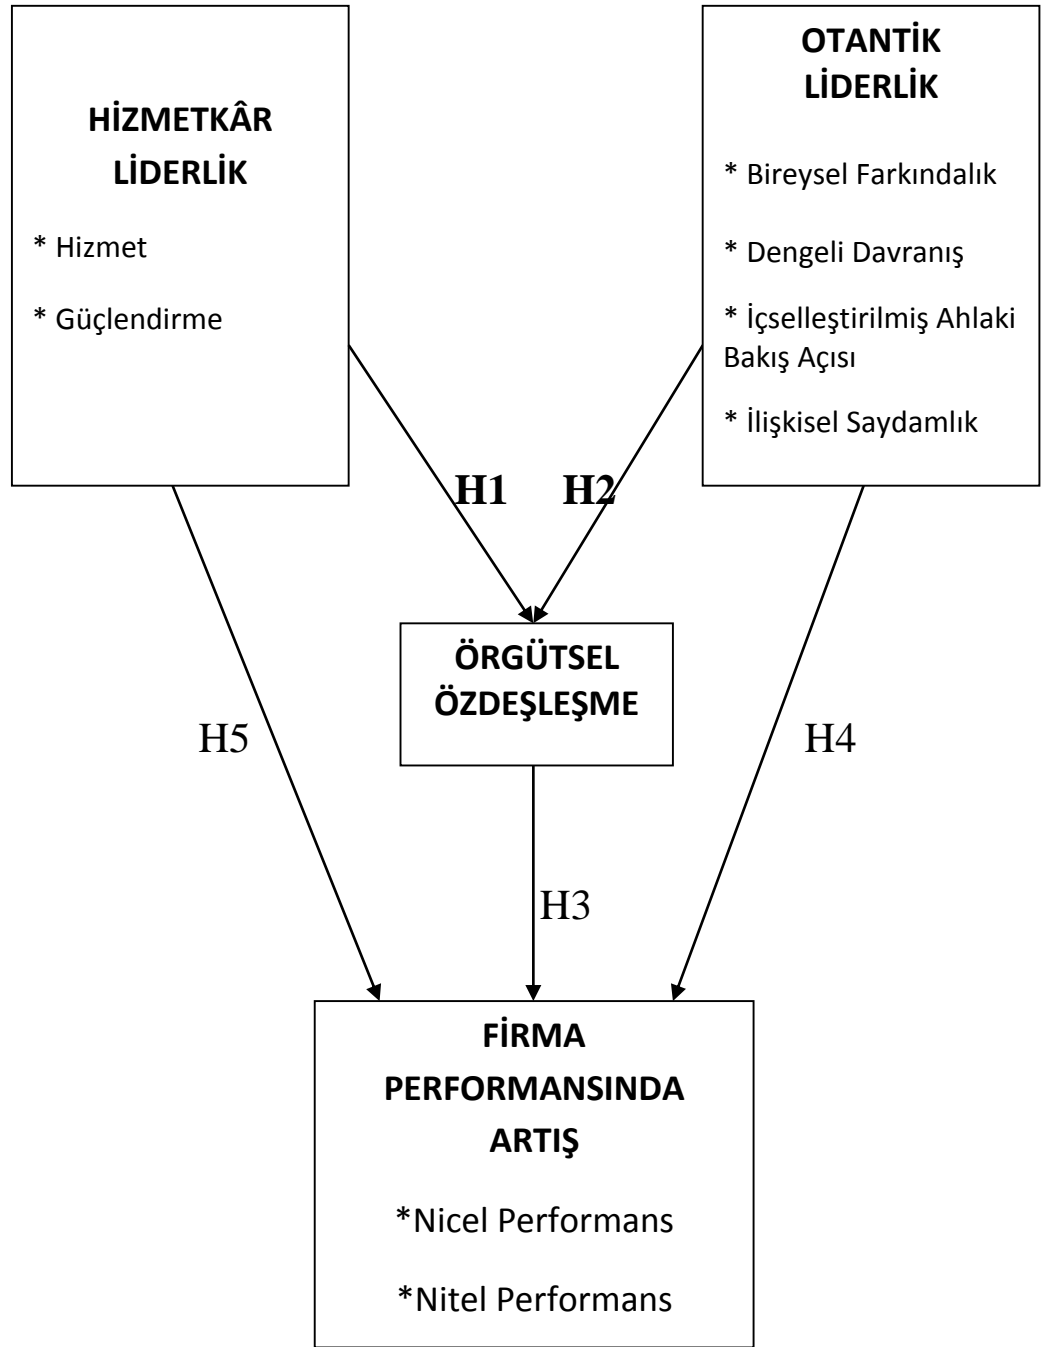 HİZMETKÂR
LİDERLİK
* Hizmet
* Güçlendirme
OTANTİK
LİDERLİK
* Bireysel Farkındalık
* Dengeli Davranış
* İçselleştirilmiş Ahlaki
Bakış Açısı
* İlişkisel Saydamlık
H1
H2
ÖRGÜTSEL
ÖZDEŞLEŞME
H5
H4
H3
FİRMA
PERFORMANSINDA
ARTIŞ
*Nicel Performans
*Nitel Performans